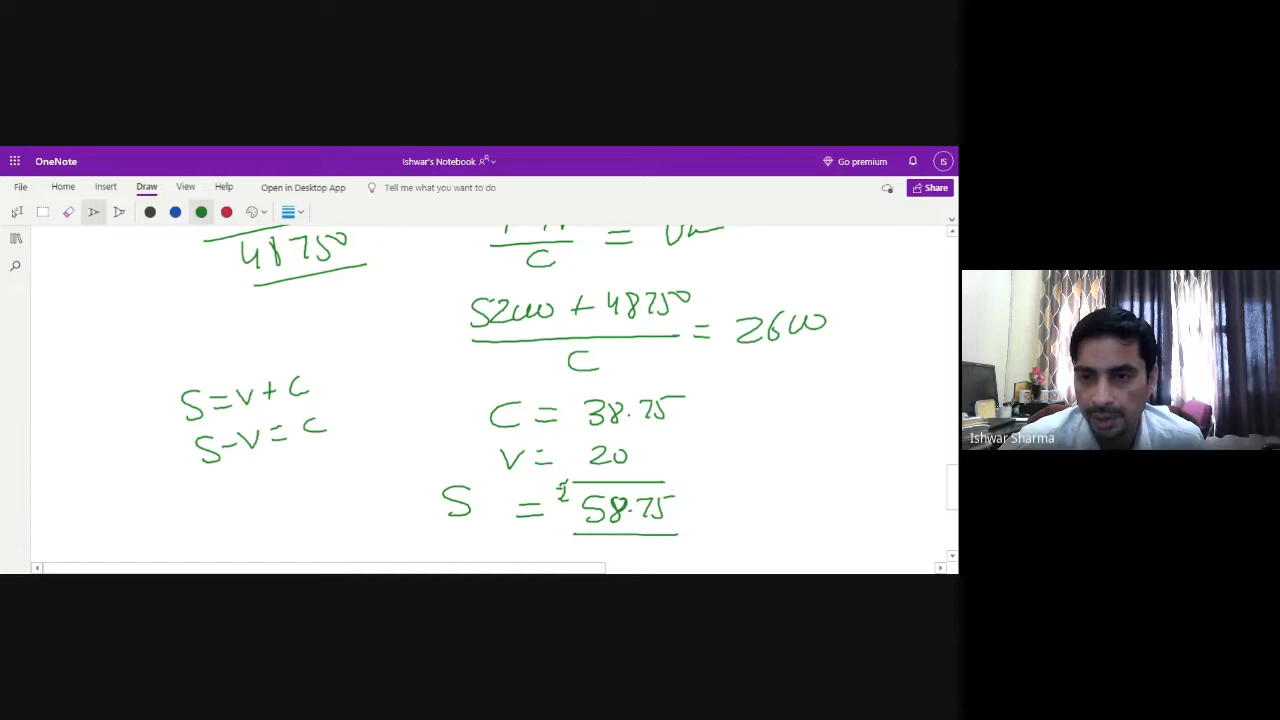 OneNote
Ishwar's Notebook
Go premium
IS
File Home Insert Draw View Help Open in Desktop App Tell me what you want to do
Share
48750
C
=
52000 + 48750
= 2600
C
S = V + C
S - V = C
C = 38.75
V = 20
S = 58.75
Ishwar Sharma